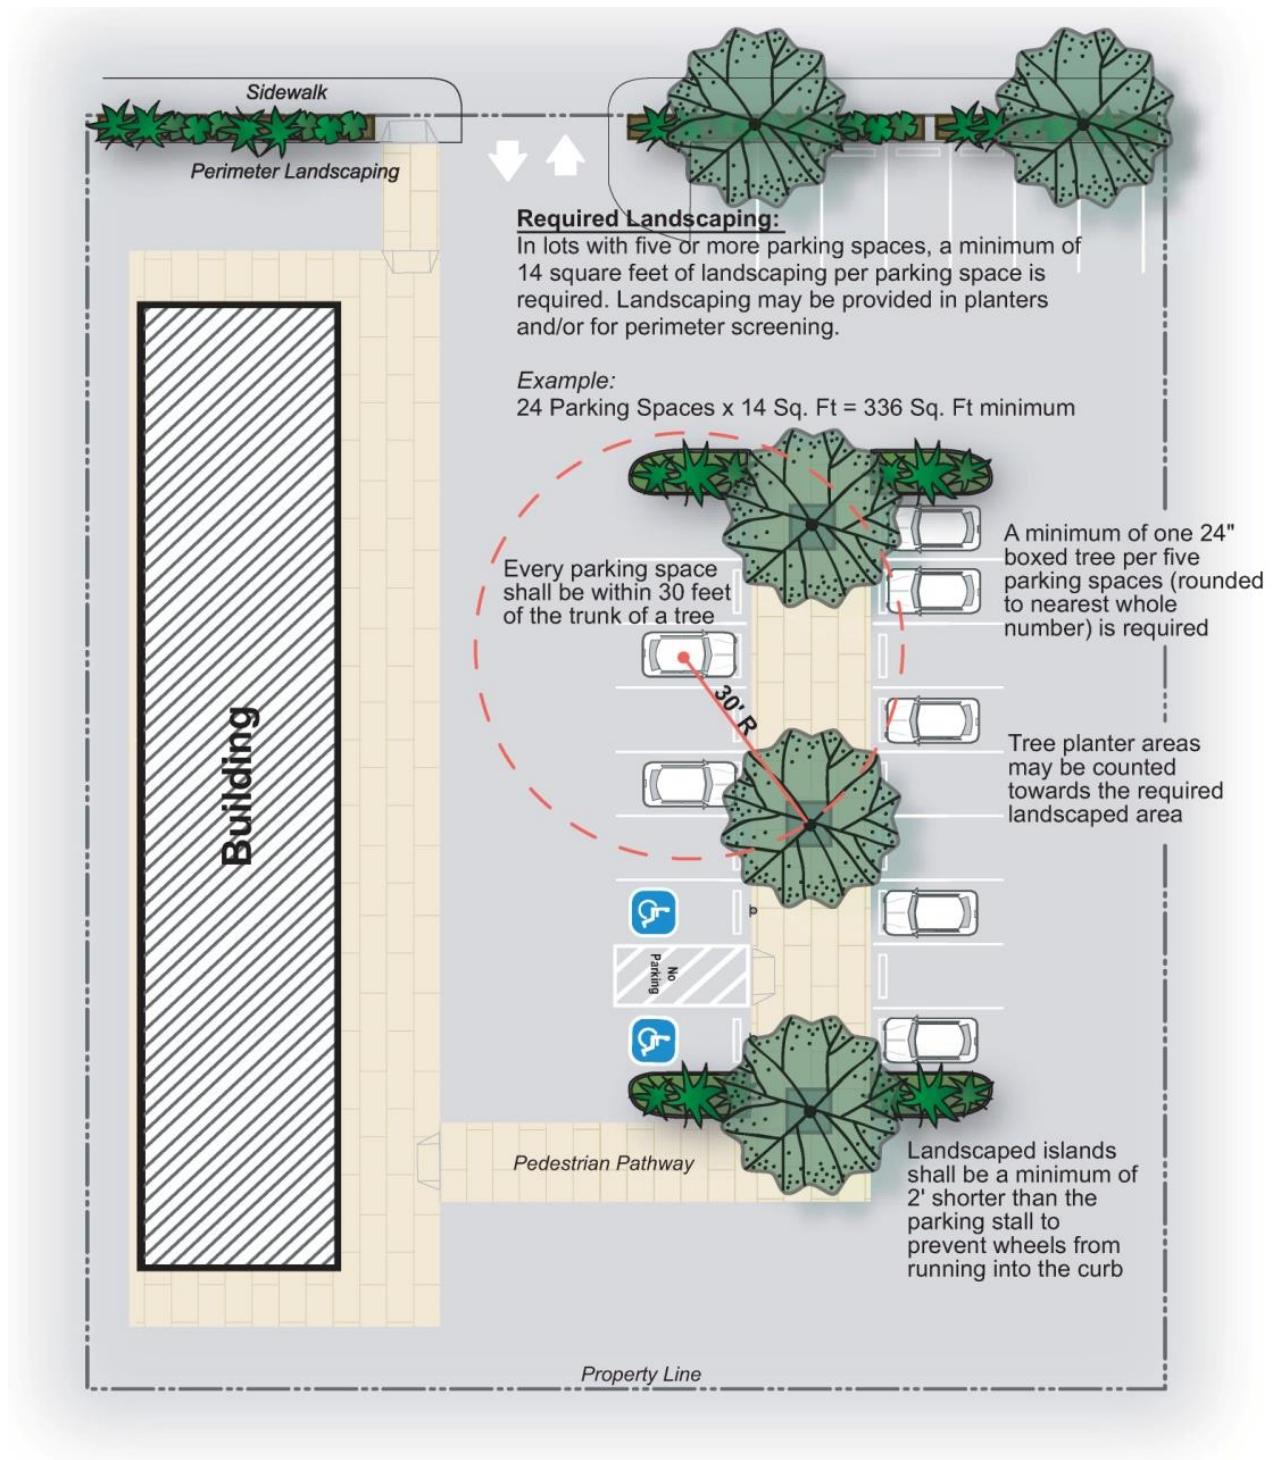 Sidewalk
Perimeter Landscaping
Required Landscaping:
In lots with five or more parking spaces, a minimum of
14 square feet of landscaping per parking space is
required. Landscaping may be provided in planters
and/or for perimeter screening.
Example:
24 Parking Spaces x 14 Sq. Ft = 336 Sq. Ft minimum
Every parking space
shall be within 30 feet
of the trunk of a tree
A minimum of one 24"
boxed tree per five
parking spaces (rounded
to nearest whole
number) is required
30' R
Building
Tree planter areas
may be counted
towards the required
landscaped area
No
Parking
Pedestrian Pathway
Landscaped islands
shall be a minimum of
2' shorter than the
parking stall to
prevent wheels from
running into the curb
Property Line